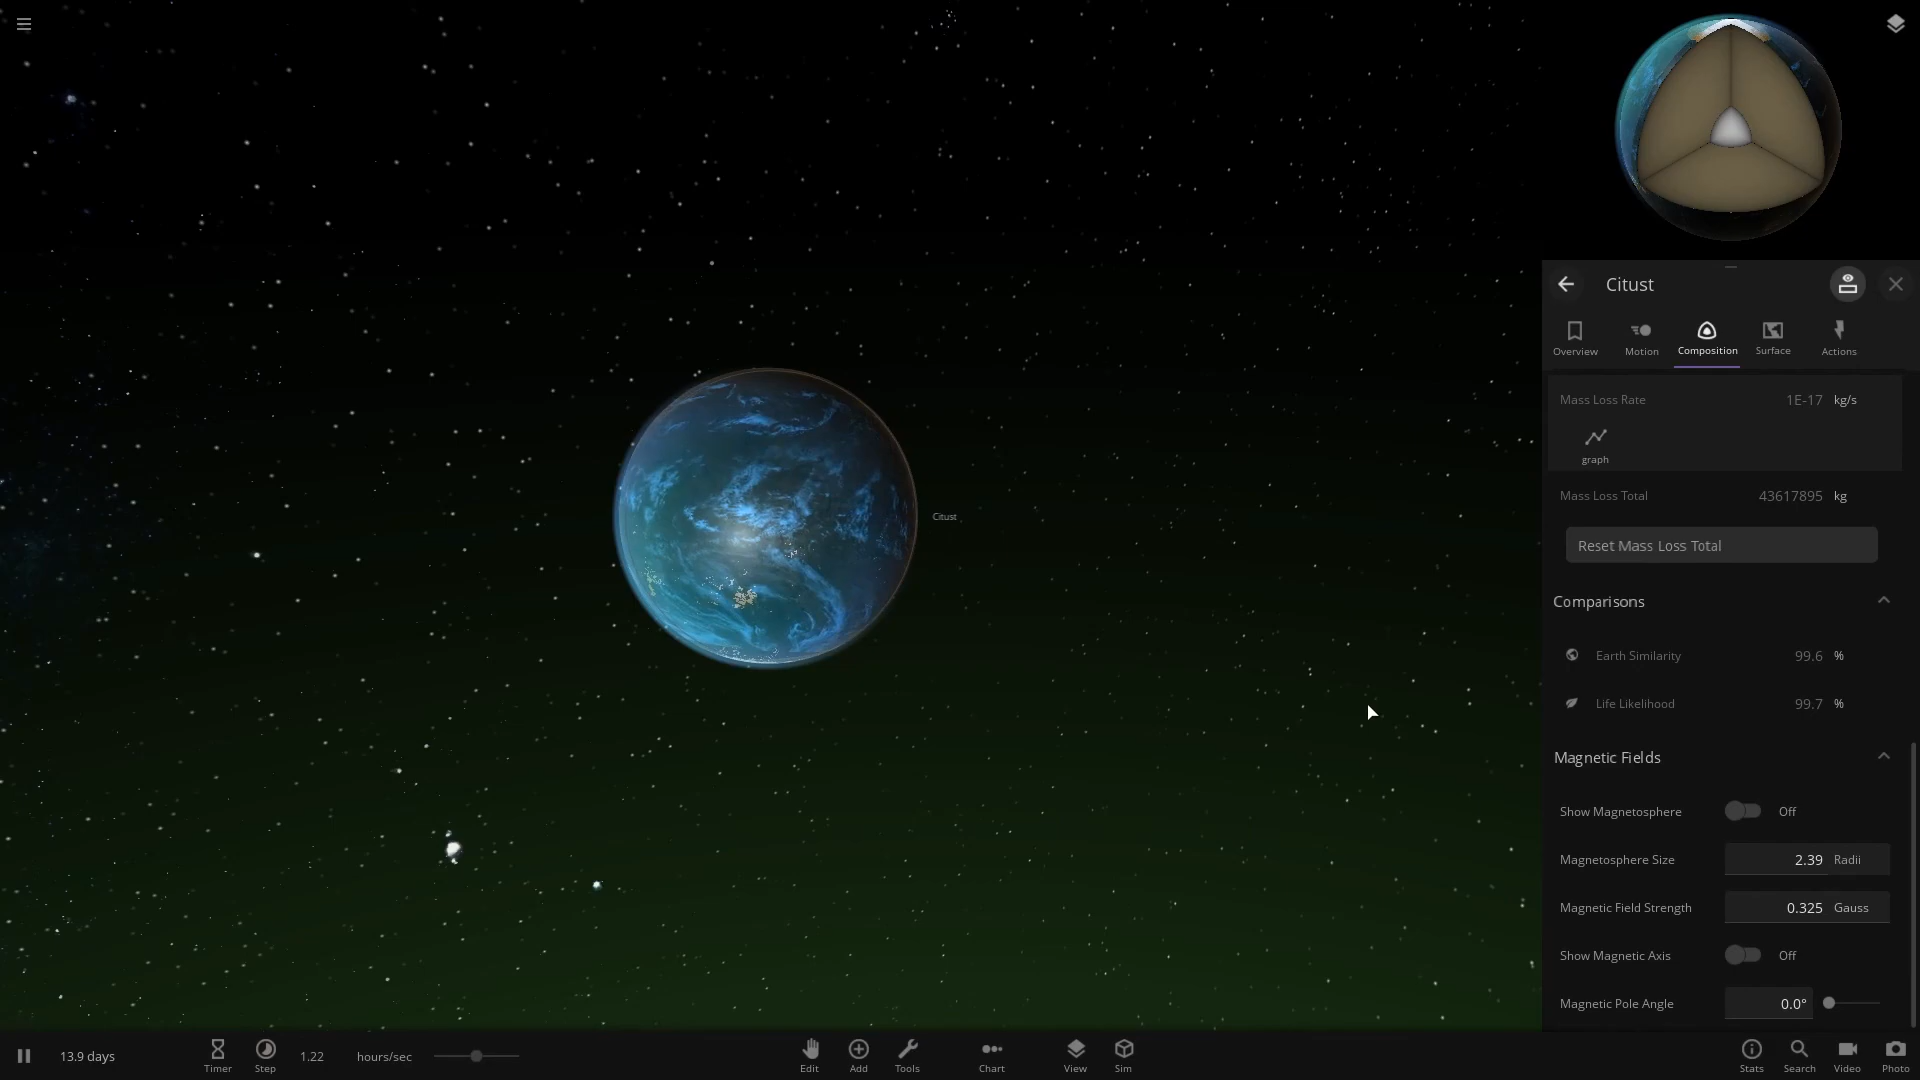 Citust
Overview
Motion
Composition
Surface
Actions
Mass Loss Rate 1E-17 kg/s
graph
Mass Loss Total 43617895 kg
Reset Mass Loss Total
Comparisons
Earth Similarity 99.6 %
Life Likelihood 99.7 %
Magnetic Fields
Show Magnetosphere Off
Magnetosphere Size 2.39 Radii
Magnetic Field Strength 0.325 Gauss
Show Magnetic Axis Off
Magnetic Pole Angle 0.0°
Citust
13.9 days
Timer
Step
1.22 hours/sec
Edit
Add
Tools
Chart
View
Sim
Stats
Search
Video
Photo